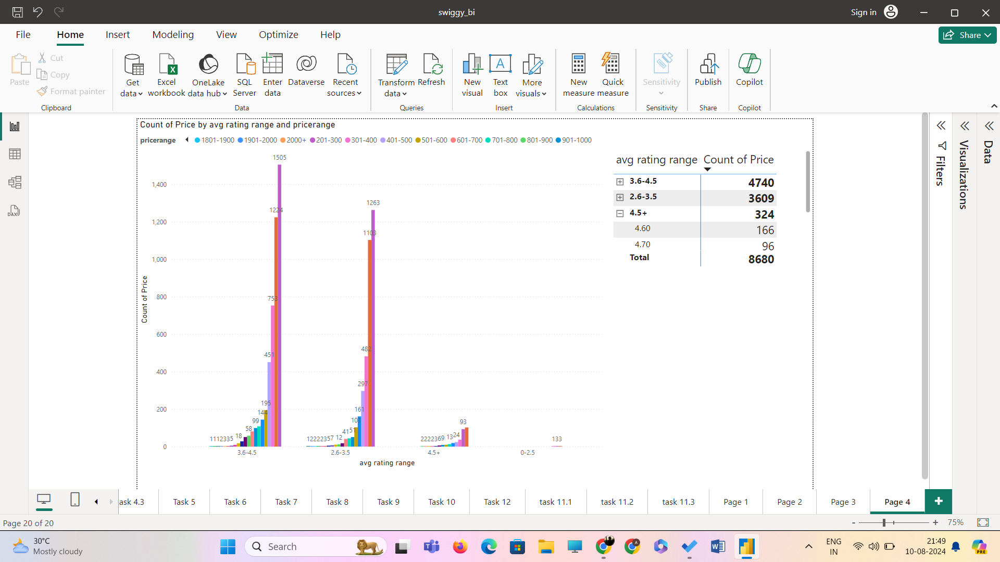 swiggy_bi
Sign in
File Home Insert Modeling View Optimize Help
Share
Paste
Cut
Copy
Format painter
Clipboard
Get data
Excel workbook
OneLake data hub
SQL Server
Enter data
Dataverse
Recent sources
Data
Transform data
Refresh
Queries
New visual
Text box
More visuals
Insert
New measure
Quick measure
Calculations
Sensitivity
Sensitivity
Publish
Share
Copilot
Copilot
Count of Price by avg rating range and pricerange
pricerange 1801-1900 1901-2000 2000+ 201-300 301-400 401-500 501-600 601-700 701-800 801-900 901-1000
1505
1,400
1263
1224
1,200
1103
1,000
800
753
600
482
451
400
297
200
195
161
144
99
93
58
41 51
18
1112335
12
1222235 7
22223 69
13 24
133
0
3.6-4.5 2.6-3.5 4.5+ 0-2.5
avg rating range
Count of Price
avg rating range Count of Price
3.6-4.5 4740
2.6-3.5 3609
4.5+ 324
4.60 166
4.70 96
Total 8680
Filters
Visualizations
Data
DAX
ask 4.3 Task 5 Task 6 Task 7 Task 8 Task 9 Task 10 Task 12 task 11.1 task 11.2 task 11.3 Page 1 Page 2 Page 3 Page 4 +
Page 20 of 20
- + 75%
30°C
Mostly cloudy
Search
ENG
IN
21:49
10-08-2024
PRE